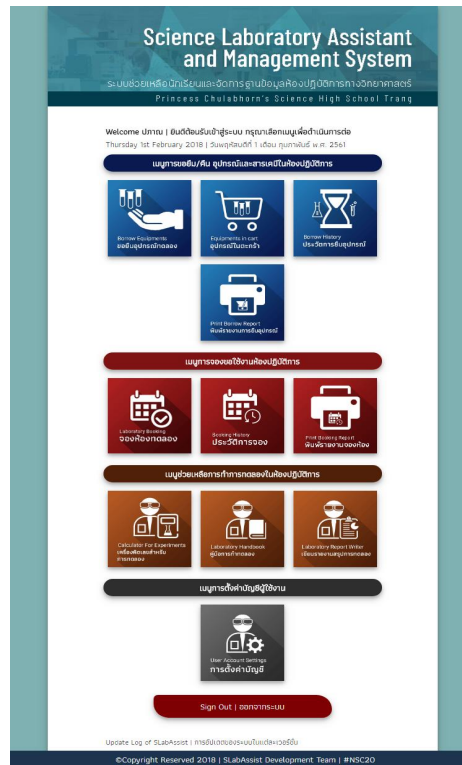 Science Laboratory Assistant
and Management System
ระบบช่วยเหลือนักเรียนและจัดการฐานข้อมูลห้องปฏิบัติการทางวิทยาศาสตร์
Princess Chulabhorn's Science High School Trang
Welcome ปภาณ | ยินดีต้อนรับเข้าสู่ระบบ กรุณาเลือกเมนูเพื่อดำเนินการต่อ
Thursday 1st February 2018 | วันพฤหัสบดีที่ 1 เดือน กุมภาพันธ์ พ.ศ. 2561
เมนูการขอยืม/คืน อุปกรณ์และสารเคมีในห้องปฏิบัติการ
Borrow Equipments
ขอยืมอุปกรณ์ทดลอง
Equipments in cart
อุปกรณ์ในตะกร้า
Borrow History
ประวัติการยืมอุปกรณ์
Print Borrow Report
พิมพ์รายงานการยืมอุปกรณ์
เมนูการจองขอใช้งานห้องปฏิบัติการ
Laboratory Booking
จองห้องทดลอง
Booking History
ประวัติการจอง
Print Booking Report
พิมพ์รายงานจองห้อง
เมนูช่วยเหลือการทำการทดลองในห้องปฏิบัติการ
Calculator For Experiments
เครื่องคิดเลขสำหรับ
การทดลอง
Laboratory Handbook
คู่มือการทำทดลอง
Laboratory Report Writer
เขียนรายงานสรุปการทดลอง
เมนูการตั้งค่าบัญชีผู้ใช้งาน
User Account Settings
การตั้งค่าบัญชี
Sign Out | ออกจากระบบ
Update Log of SLabAssist | การอัปเดตของระบบในแต่ละเวอร์ชั่น
©Copyright Reserved 2018 | SLabAssist Development Team | #NSC20